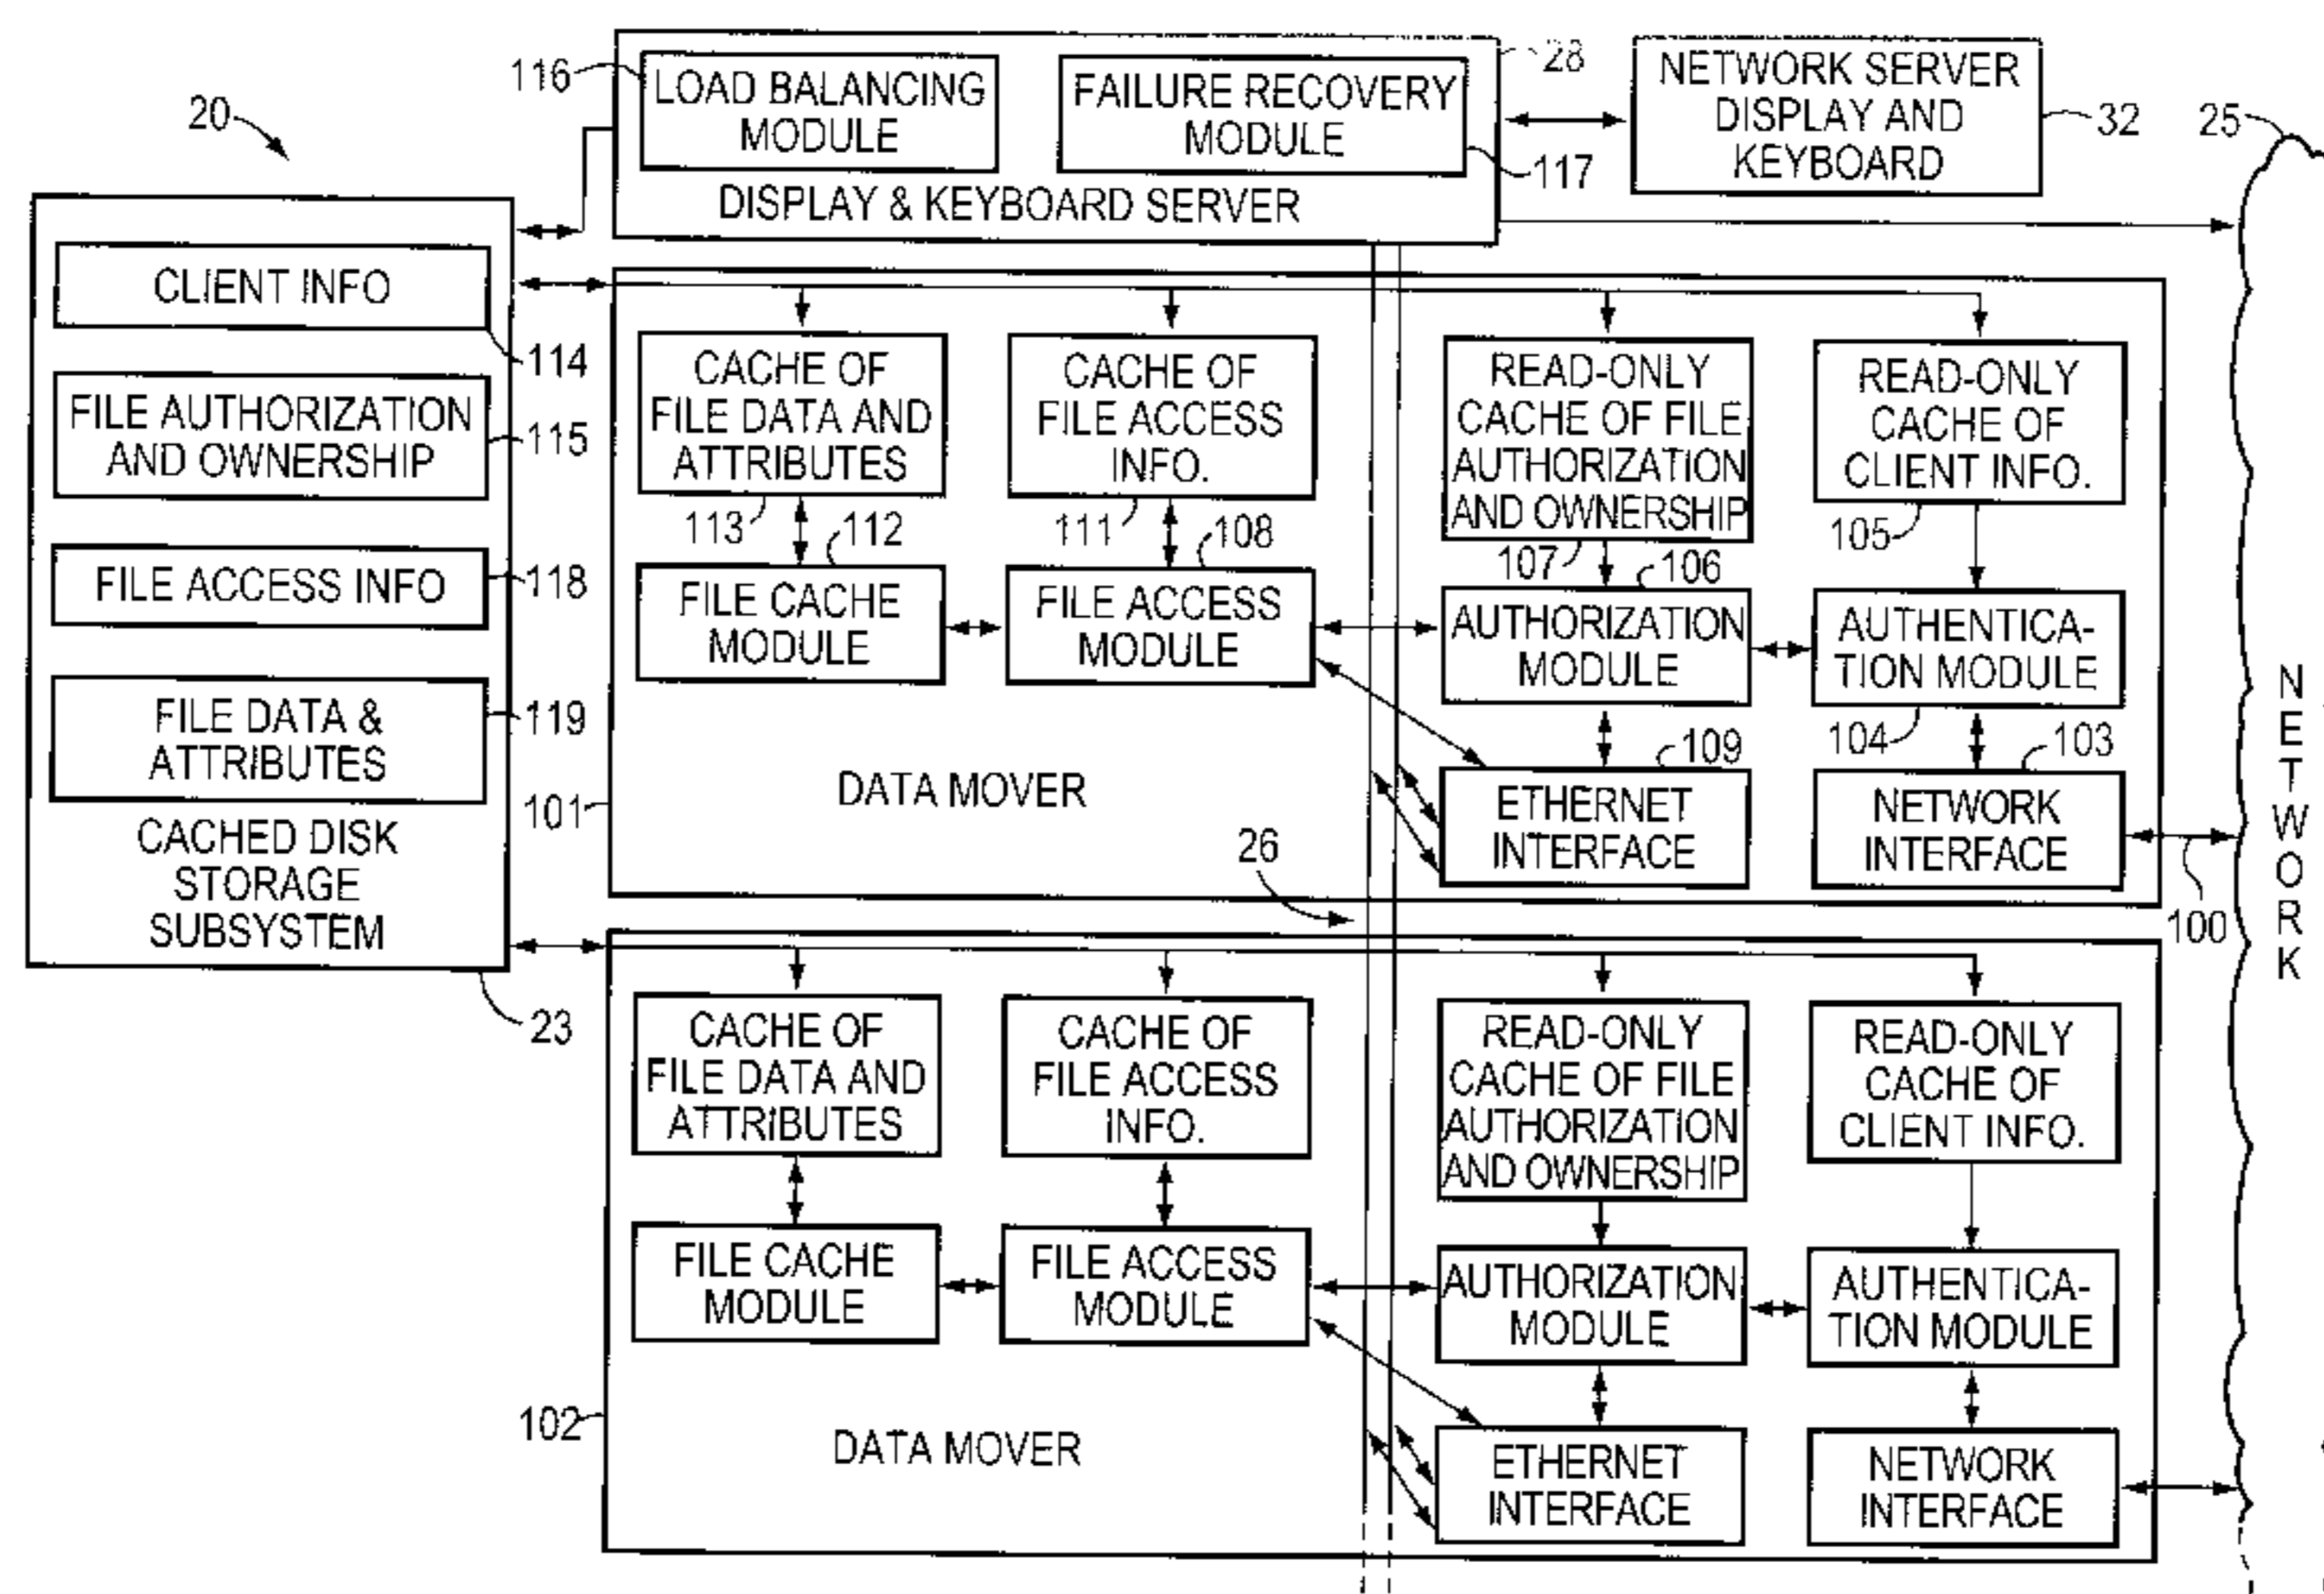 116
LOAD BALANCING
MODULE
FAILURE RECOVERY
MODULE
117
DISPLAY & KEYBOARD SERVER
28
NETWORK SERVER
DISPLAY AND
KEYBOARD
32
25
20
CLIENT INFO
114
FILE AUTHORIZATION
AND OWNERSHIP
115
FILE ACCESS INFO
118
FILE DATA &
ATTRIBUTES
119
CACHED DISK
STORAGE
SUBSYSTEM
23
CACHE OF
FILE DATA AND
ATTRIBUTES
113
CACHE OF
FILE ACCESS
INFO.
111
READ-ONLY
CACHE OF FILE
AUTHORIZATION
AND OWNERSHIP
107
READ-ONLY
CACHE OF
CLIENT INFO.
105
112
FILE CACHE
MODULE
108
FILE ACCESS
MODULE
106
AUTHORIZATION
MODULE
AUTHENTICA-
TION MODULE
104
DATA MOVER
101
109
ETHERNET
INTERFACE
103
NETWORK
INTERFACE
100
26
NETWORK
CACHE OF
FILE DATA AND
ATTRIBUTES
CACHE OF
FILE ACCESS
INFO.
READ-ONLY
CACHE OF FILE
AUTHORIZATION
AND OWNERSHIP
READ-ONLY
CACHE OF
CLIENT INFO.
FILE CACHE
MODULE
FILE ACCESS
MODULE
AUTHORIZATION
MODULE
AUTHENTICA-
TION MODULE
102
DATA MOVER
ETHERNET
INTERFACE
NETWORK
INTERFACE